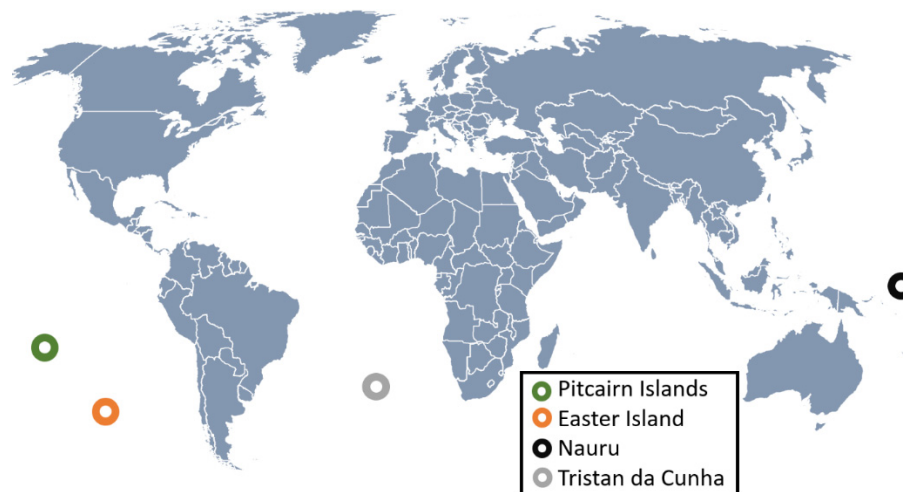 Pitcairn Islands
Easter Island
Nauru
Tristan da Cunha